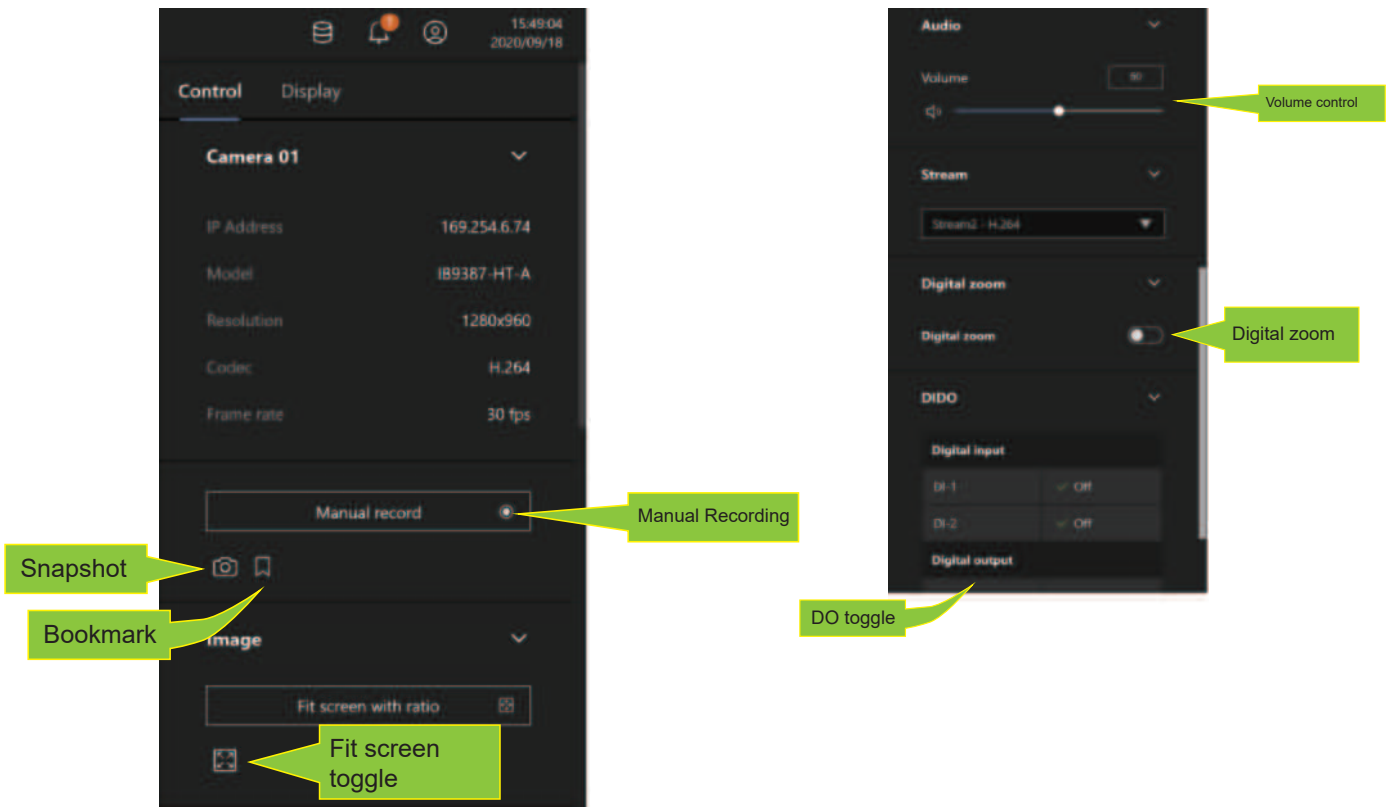 15:49:04
2020/09/18
Control Display
Camera 01
IP Address 169.254.6.74
Model IB9387-HT-A
Resolution 1280x960
Codec H.264
Frame rate 30 fps
Manual record
Manual Recording
Snapshot
Bookmark
Image
Fit screen with ratio
Fit screen
toggle
Audio
Volume
Volume control
Stream
Stream2 - H.264
Digital zoom
Digital zoom
Digital zoom
DIDO
Digital input
DI-1 Off
DI-2 Off
Digital output
DO toggle